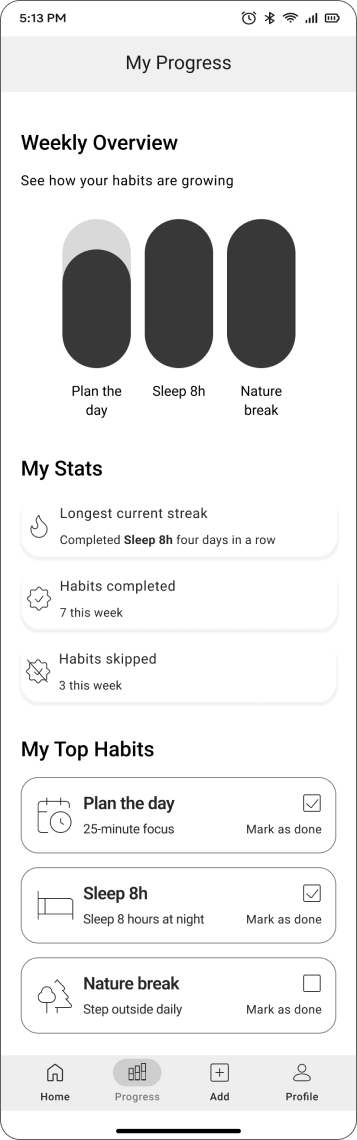 5:13 PM
My Progress
Weekly Overview
See how your habits are growing
Plan the
day
Sleep 8h
Nature
break
My Stats
Longest current streak
Completed Sleep 8h four days in a row
Habits completed
7 this week
Habits skipped
3 this week
My Top Habits
Plan the day
25-minute focus
Mark as done
Sleep 8h
Sleep 8 hours at night
Mark as done
Nature break
Step outside daily
Mark as done
Home
Progress
Add
Profile